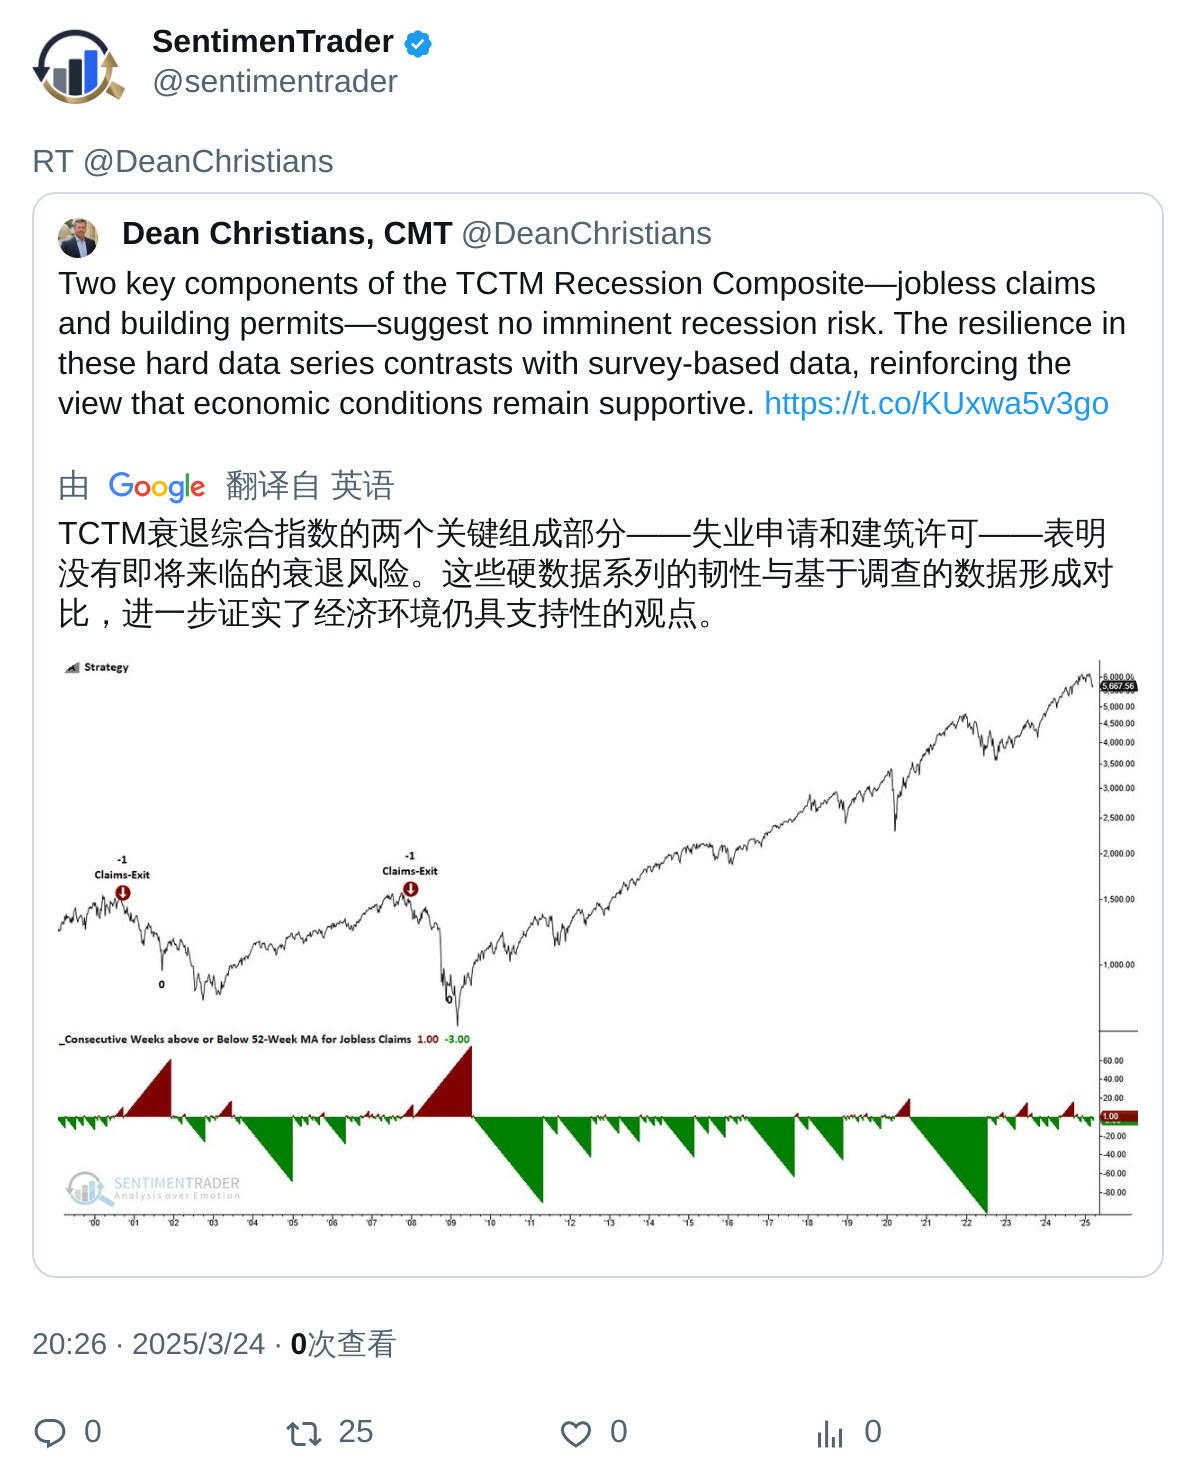 SentimenTrader
@sentimentrader
RT @DeanChristians
Dean Christians, CMT @DeanChristians
Two key components of the TCTM Recession Composite—jobless claims
and building permits—suggest no imminent recession risk. The resilience in
these hard data series contrasts with survey-based data, reinforcing the
view that economic conditions remain supportive. https://t.co/KUxwa5v3go
由 Google 翻译自 英语
TCTM衰退综合指数的两个关键组成部分——失业申请和建筑许可——表明
没有即将来临的衰退风险。这些硬数据系列的韧性与基于调查的数据形成对
比，进一步证实了经济环境仍具支持性的观点。
Strategy
6,000.00
5,667.56
5,000.00
4,500.00
4,000.00
3,500.00
3,000.00
2,500.00
2,000.00
1,500.00
1,000.00
-1
Claims-Exit
0
-1
Claims-Exit
0
_Consecutive Weeks above or Below 52-Week MA for Jobless Claims 1.00 -3.00
60.00
40.00
20.00
1.00
-20.00
-40.00
-60.00
-80.00
SENTIMENTRADER
Analysis over Emotion
'00 '01 '02 '03 '04 '05 '06 '07 '08 '09 '10 '11 '12 '13 '14 '15 '16 '17 '18 '19 '20 '21 '22 '23 '24 '25
20:26 · 2025/3/24 · 0次查看
0 25 0 0